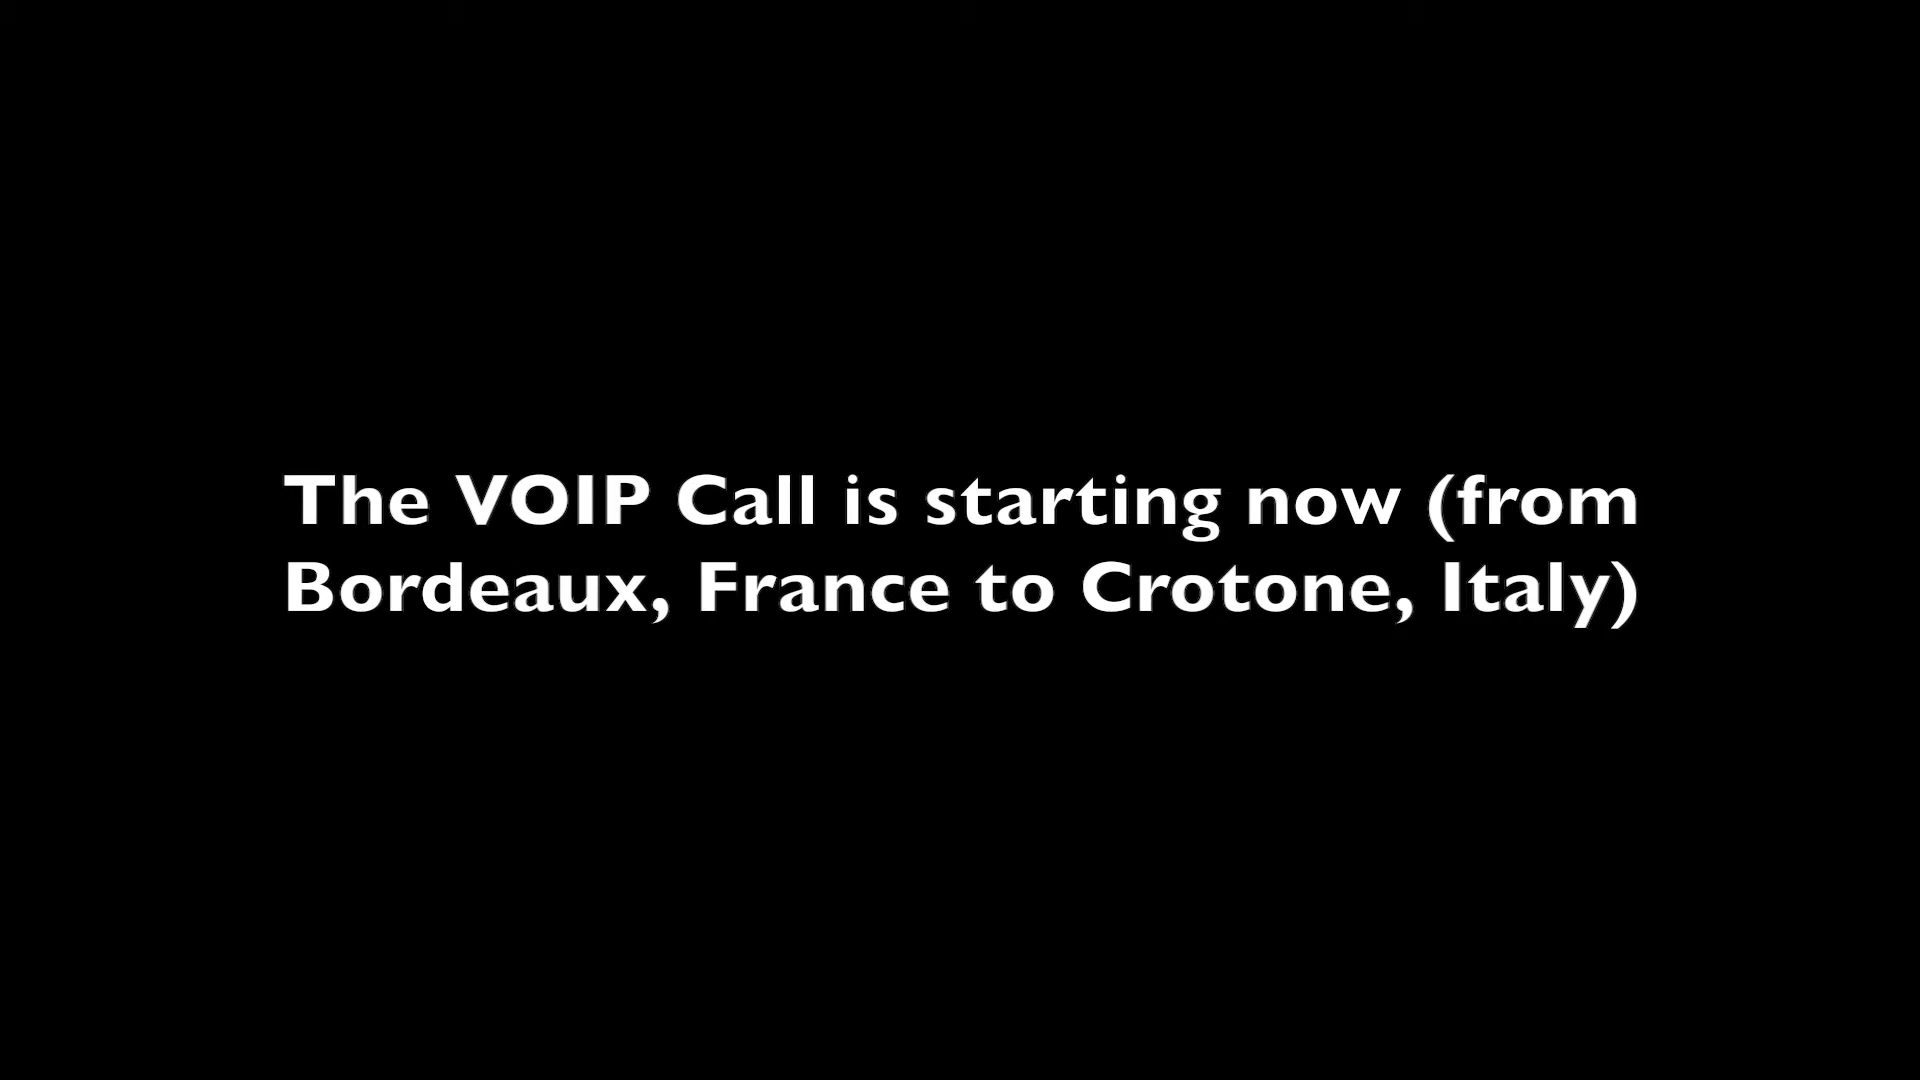 The VOIP Call is starting now (from
Bordeaux, France to Crotone, Italy)